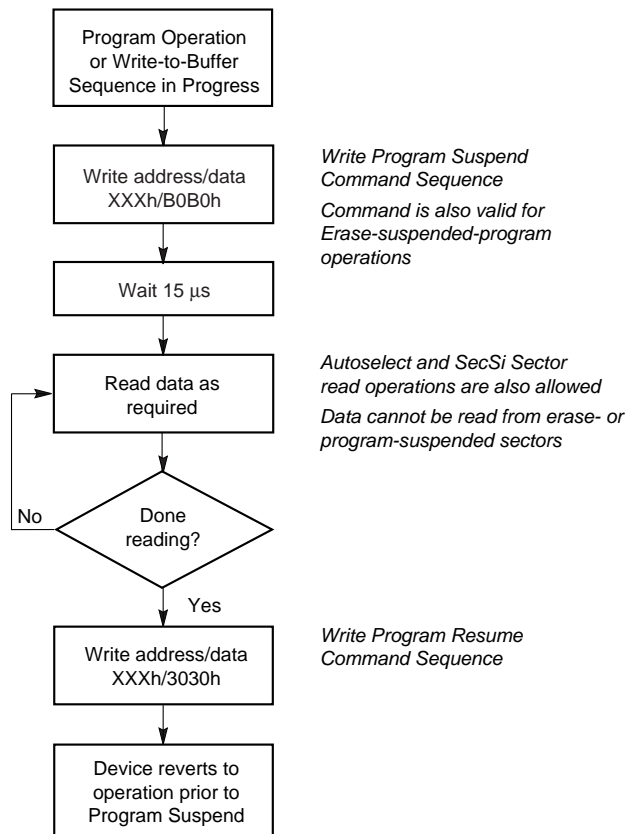 Program Operation
or Write-to-Buffer
Sequence in Progress
Write address/data
XXXh/B0B0h
Write Program Suspend
Command Sequence
Command is also valid for
Erase-suspended-program
operations
Wait 15 μs
Read data as
required
Autoselect and SecSi Sector
read operations are also allowed
Data cannot be read from erase- or
program-suspended sectors
No
Done
reading?
Yes
Write address/data
XXXh/3030h
Write Program Resume
Command Sequence
Device reverts to
operation prior to
Program Suspend